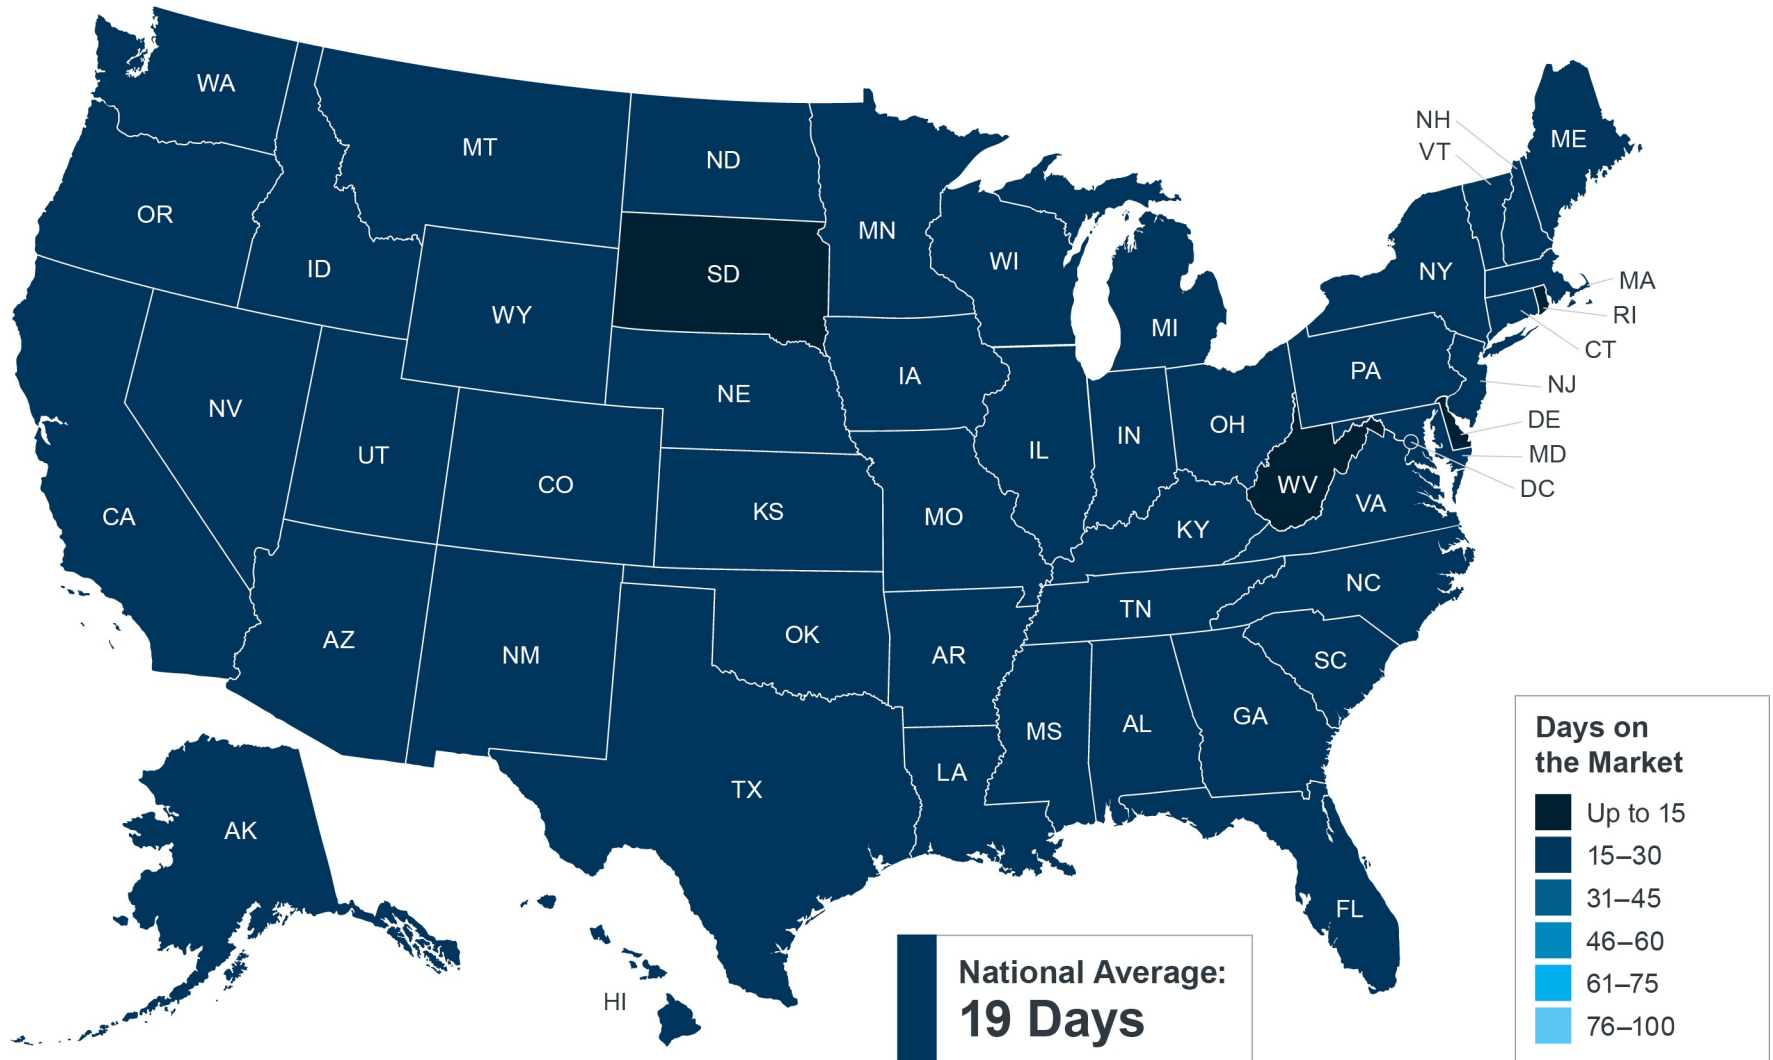 WA
MT
ND
OR
ID
SD
WY
MN
WI
MI
NH
VT
ME
NY
MA
RI
CT
PA
NJ
DE
MD
DC
NV
UT
CO
NE
IA
IL
IN
OH
WV
VA
CA
KS
MO
KY
NC
TN
AZ
NM
OK
AR
SC
MS
AL
GA
TX
LA
FL
AK
HI
National Average:
19 Days
Days on
the Market
Up to 15
15–30
31–45
46–60
61–75
76–100